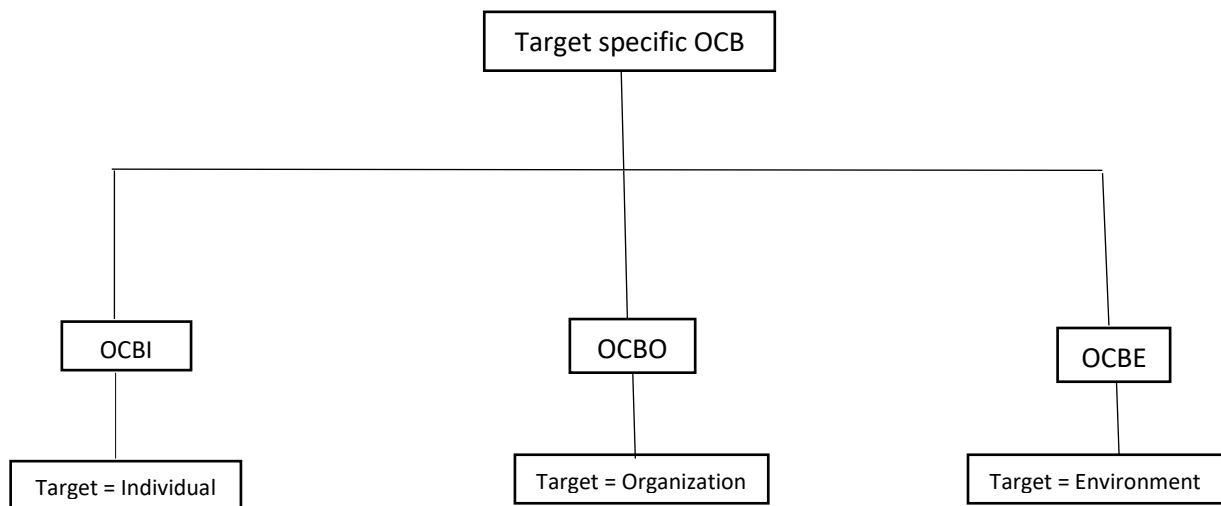 Target specific OCB
OCBI
OCBO
OCBE
Target = Individual
Target = Organization
Target = Environment